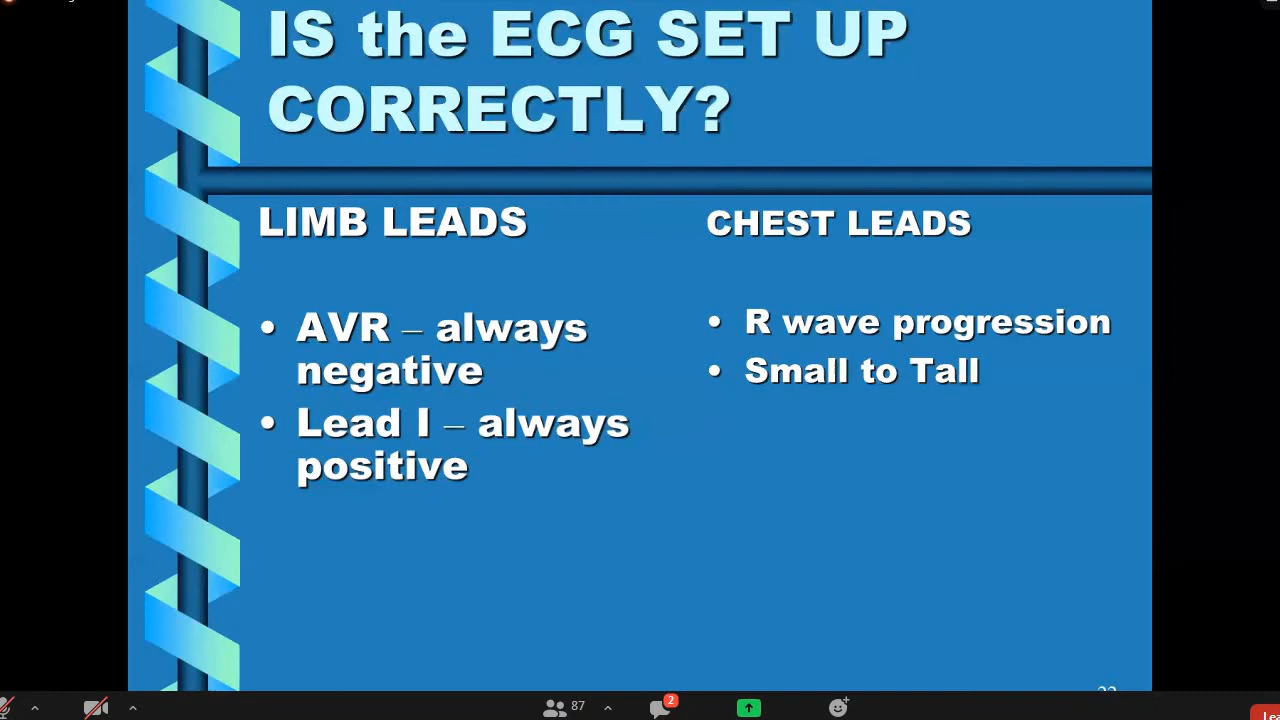 IS the ECG SET UP
CORRECTLY?
LIMB LEADS
• AVR – always
negative
• Lead I – always
positive
CHEST LEADS
• R wave progression
• Small to Tall
87
2